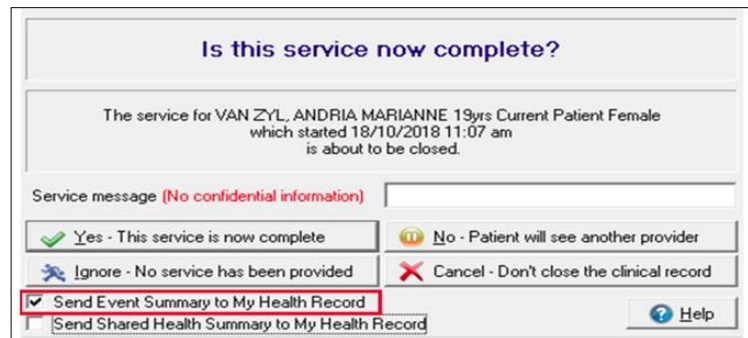 Is this service now complete?
The service for VAN ZYL, ANDRIA MARIANNE 19yrs Current Patient Female
which started 18/10/2018 11:07 am
is about to be closed.
Service message (No confidential information)
Yes - This service is now complete
No - Patient will see another provider
Ignore - No service has been provided
Cancel - Don't close the clinical record
Send Event Summary to My Health Record
Send Shared Health Summary to My Health Record
Help